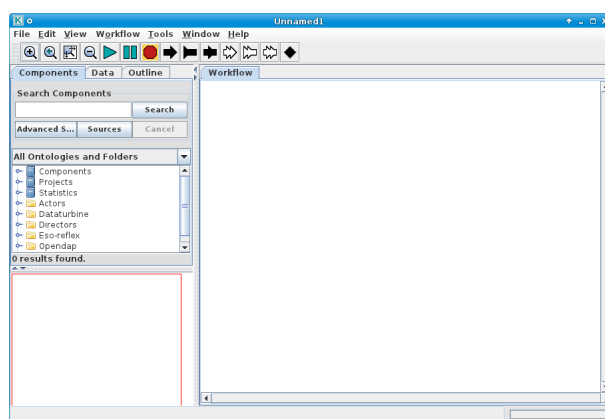 K Unnamed1
File Edit View Workflow Tools Window Help
Components Data Outline Workflow
Search Components
Search
Advanced S... Sources Cancel
All Ontologies and Folders
Components
Projects
Statistics
Actors
Dataturbine
Directors
Eso-reflex
Opendap
0 results found.